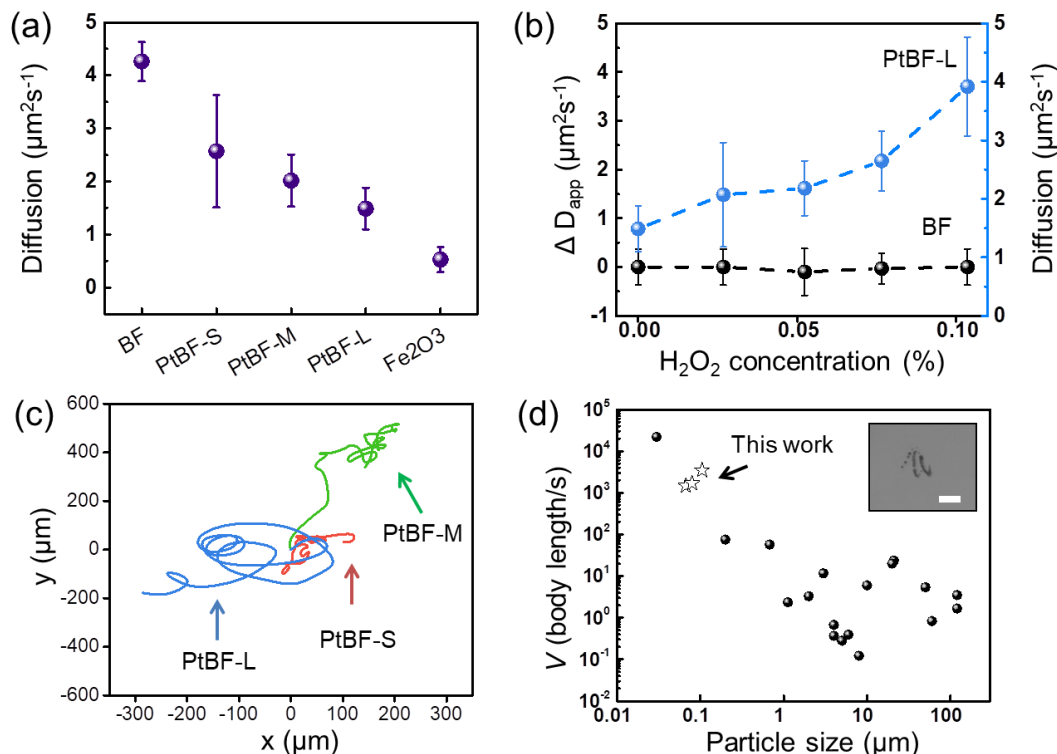 (a)
5
4
3
2
1
0
Diffusion (µm²s⁻¹)
BF
PtBF-S
PtBF-M
PtBF-L
Fe2O3
(b)
5
4
3
2
1
0
-1
Δ D_app (µm²s⁻¹)
PtBF-L
BF
5
4
3
2
1
0
Diffusion (µm²s⁻¹)
0.00 0.05 0.10
H₂O₂ concentration (%)
(c)
600
400
200
0
-200
-400
-600
y (µm)
PtBF-M
PtBF-S
PtBF-L
-300 -200 -100 0 100 200 300
x (µm)
(d)
10⁵
10⁴
10³
10²
10¹
10⁰
10⁻¹
10⁻²
V (body length/s)
This work
0.01 0.1 1 10 100
Particle size (µm)